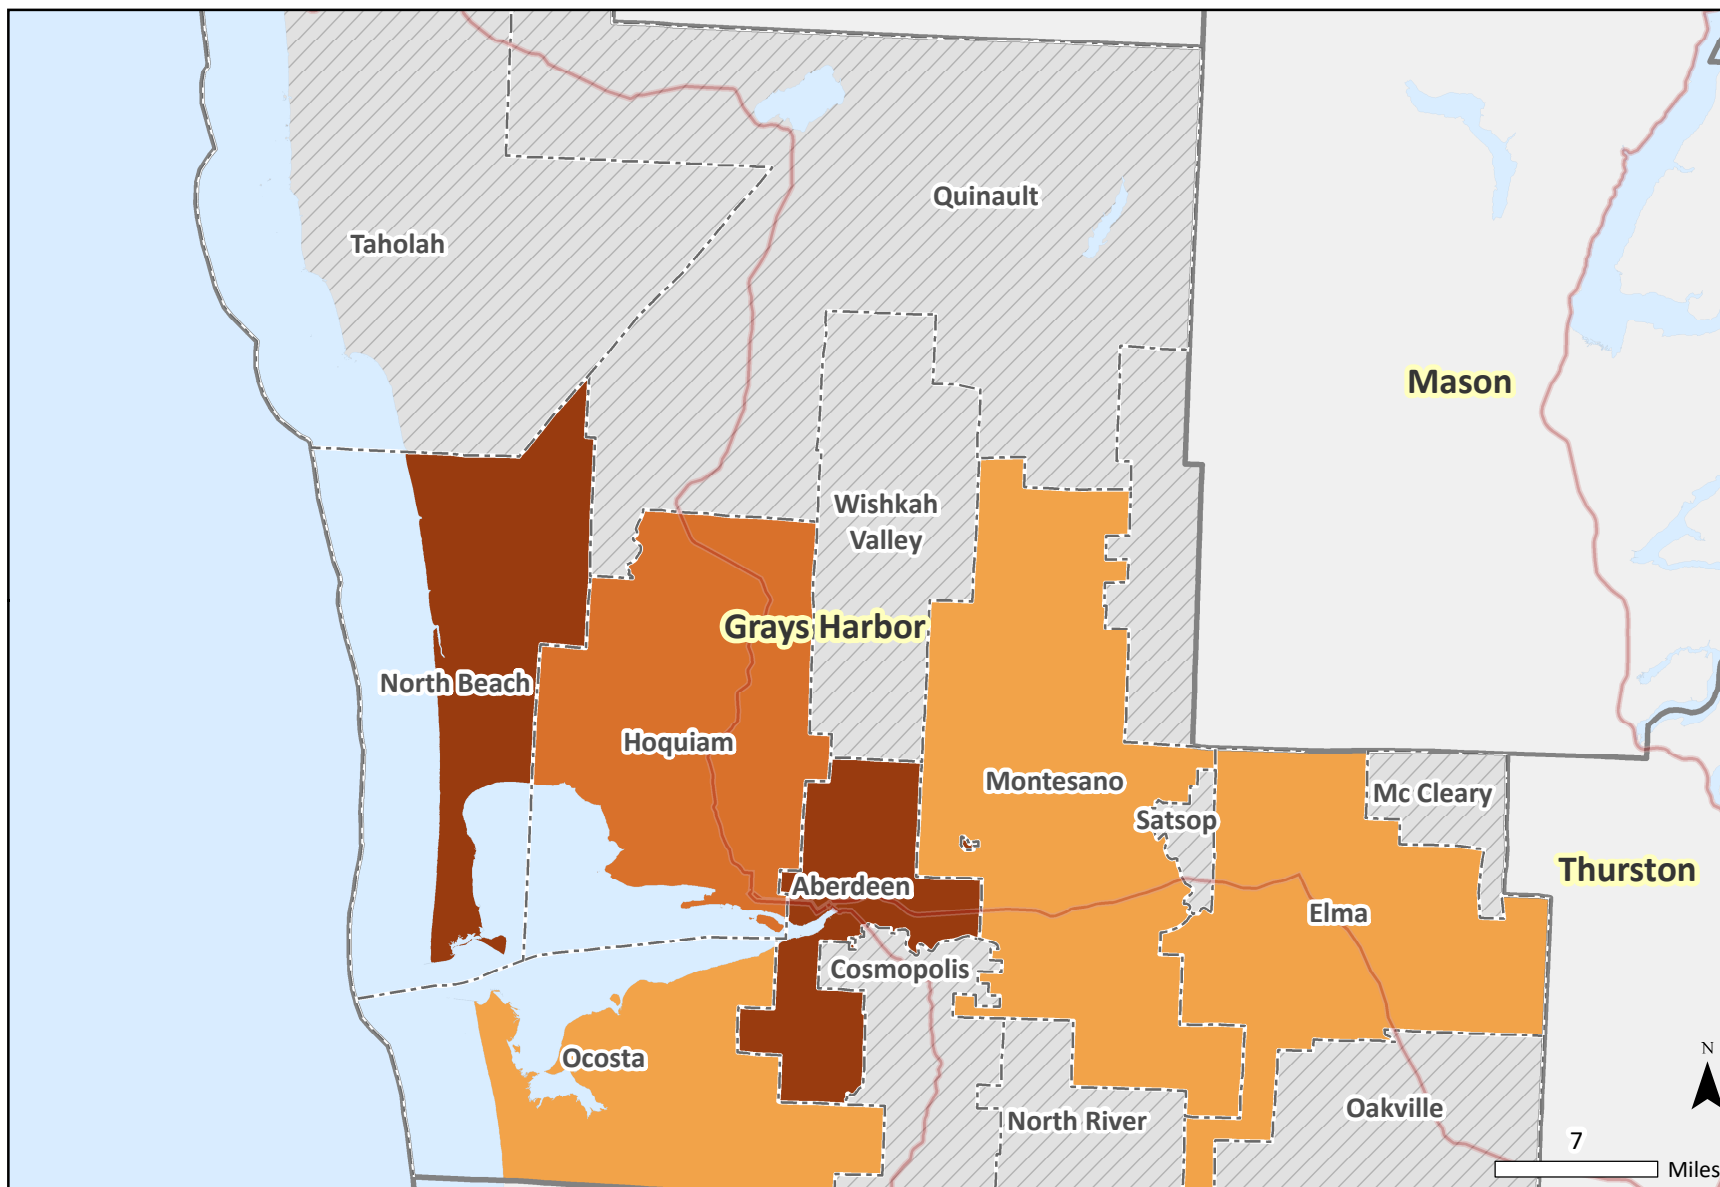 Quinault
Taholah
Mason
Wishkah
Valley
Grays Harbor
North Beach
Hoquiam
Montesano
Mc Cleary
Satsop
Thurston
Aberdeen
Elma
Cosmopolis
Ocosta
N
Oakville
North River
7
Miles